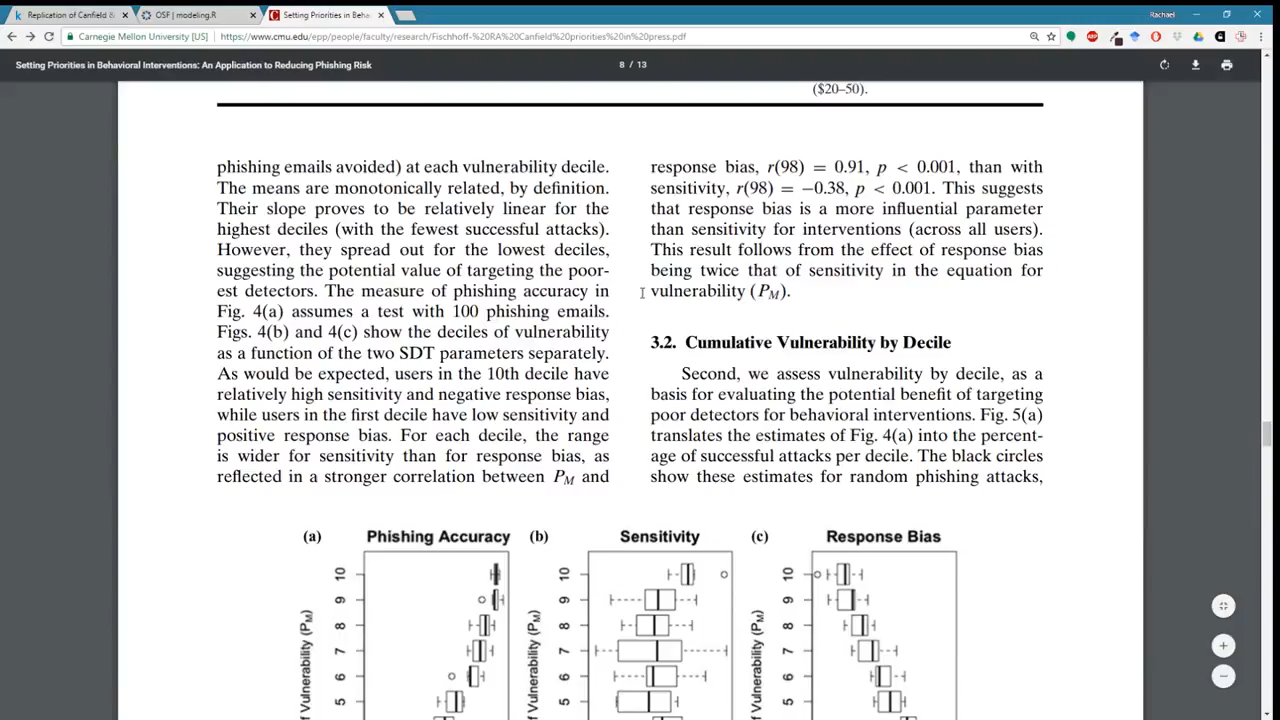 Replication of Canfield &
OSF | modeling.R
Setting Priorities in Beha
Rachael
Carnegie Mellon University [US]
https://www.cmu.edu/epp/people/faculty/research/Fischhoff-%20RA%20Canfield%20priorities%20in%20press.pdf
Setting Priorities in Behavioral Interventions: An Application to Reducing Phishing Risk
8 / 13
($20–50).
phishing emails avoided) at each vulnerability decile.
The means are monotonically related, by definition.
Their slope proves to be relatively linear for the
highest deciles (with the fewest successful attacks).
However, they spread out for the lowest deciles,
suggesting the potential value of targeting the poor-
est detectors. The measure of phishing accuracy in
Fig. 4(a) assumes a test with 100 phishing emails.
Figs. 4(b) and 4(c) show the deciles of vulnerability
as a function of the two SDT parameters separately.
As would be expected, users in the 10th decile have
relatively high sensitivity and negative response bias,
while users in the first decile have low sensitivity and
positive response bias. For each decile, the range
is wider for sensitivity than for response bias, as
reflected in a stronger correlation between PM and
response bias, r(98) = 0.91, p < 0.001, than with
sensitivity, r(98) = −0.38, p < 0.001. This suggests
that response bias is a more influential parameter
than sensitivity for interventions (across all users).
This result follows from the effect of response bias
being twice that of sensitivity in the equation for
vulnerability (PM).
3.2. Cumulative Vulnerability by Decile
Second, we assess vulnerability by decile, as a
basis for evaluating the potential benefit of targeting
poor detectors for behavioral interventions. Fig. 5(a)
translates the estimates of Fig. 4(a) into the percent-
age of successful attacks per decile. The black circles
show these estimates for random phishing attacks,
(a) Phishing Accuracy
10
9
8
7
6
5
f Vulnerability (PM)
(b) Sensitivity
10
9
8
7
6
5
f Vulnerability (PM)
(c) Response Bias
10
9
8
7
6
5
f Vulnerability (PM)